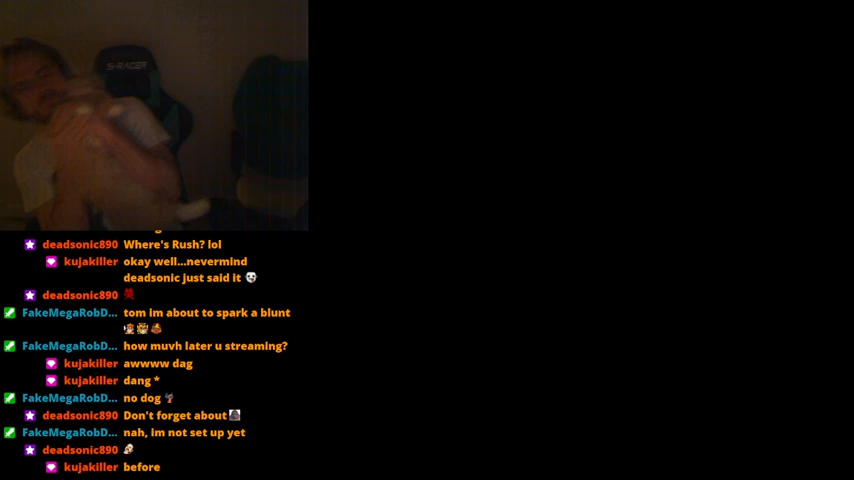 S-RACER
deadsonic890 Where's Rush? lol
kujakiller okay well...nevermind
deadsonic just said it
deadsonic890
FakeMegaRobD... tom im about to spark a blunt
FakeMegaRobD... how muvh later u streaming?
kujakiller awwww dag
kujakiller dang *
FakeMegaRobD... no dog
deadsonic890 Don't forget about
FakeMegaRobD... nah, im not set up yet
deadsonic890
kujakiller before